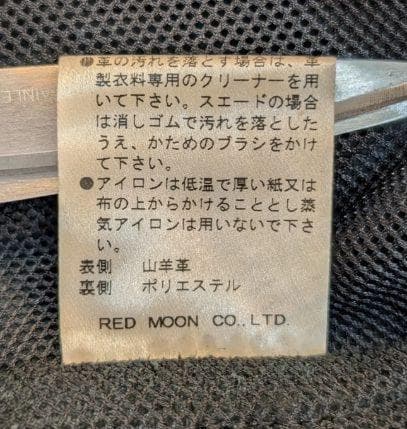 ●革の汚れを落とす場合は、革
製衣料専用のクリーナーを用
いて下さい。スエードの場合
は消しゴムで汚れを落とした
うえ、かためのブラシをかけ
て下さい。
●アイロンは低温で厚い紙又は
布の上からかけることとし蒸
気アイロンは用いないで下さ
い。
表側 山羊革
裏側 ポリエステル
RED MOON CO., LTD.